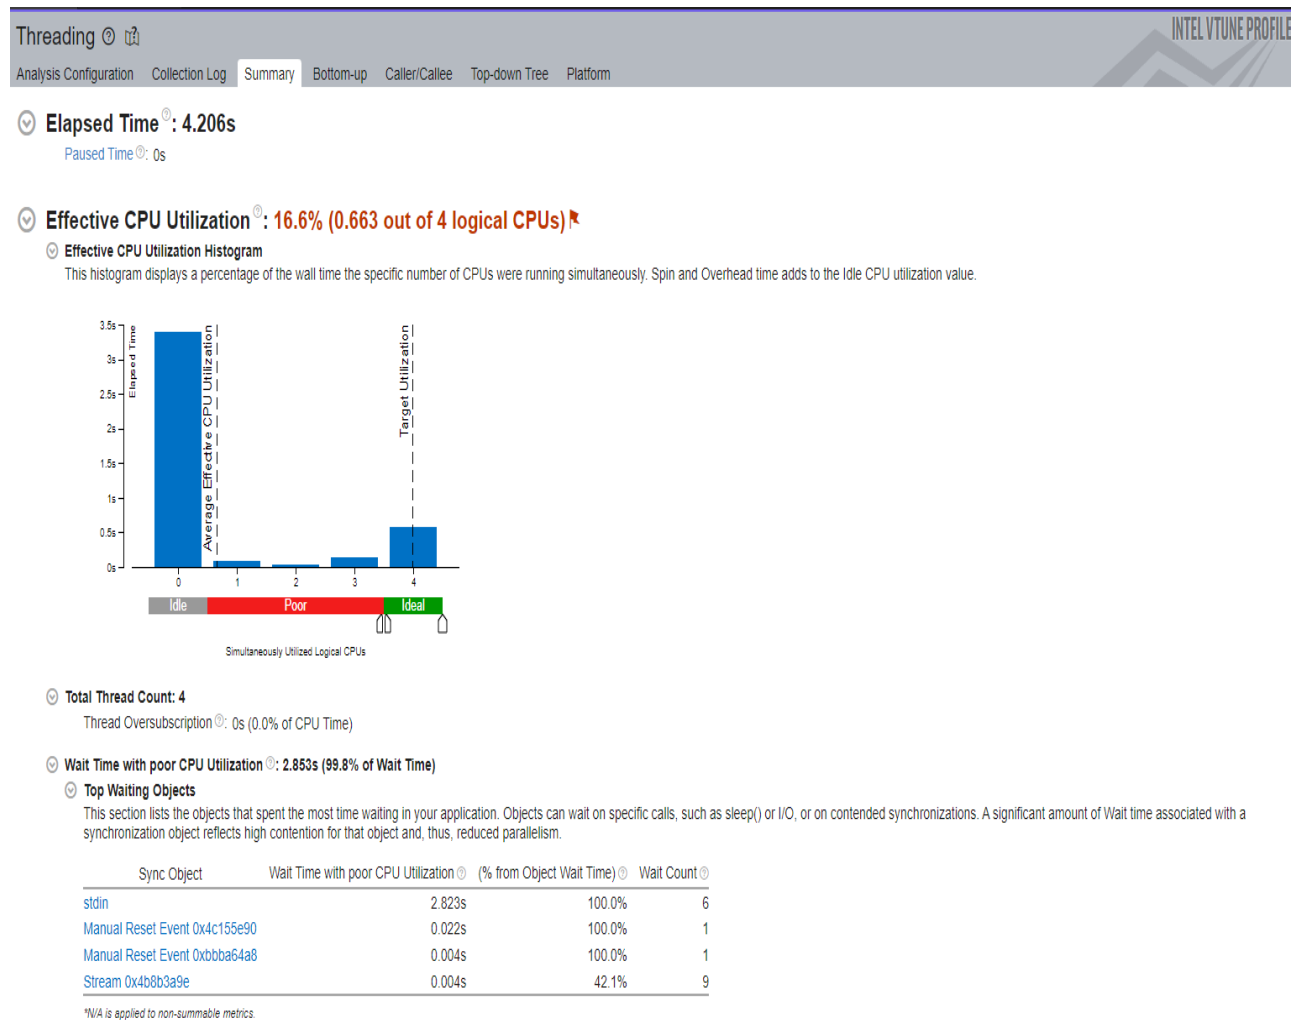 Threading
INTEL VTUNE PROFILE
Analysis Configuration Collection Log Summary Bottom-up Caller/Callee Top-down Tree Platform
Elapsed Time: 4.206s
Paused Time: 0s
Effective CPU Utilization: 16.6% (0.663 out of 4 logical CPUs)
Effective CPU Utilization Histogram
This histogram displays a percentage of the wall time the specific number of CPUs were running simultaneously. Spin and Overhead time adds to the Idle CPU utilization value.
3.5s
3s
2.5s
2s
1.5s
1s
0.5s
0s
Elapsed Time
Average Effective CPU Utilization
Target Utilization
0 1 2 3 4
Idle Poor Ideal
Simultaneously Utilized Logical CPUs
Total Thread Count: 4
Thread Oversubscription: 0s (0.0% of CPU Time)
Wait Time with poor CPU Utilization: 2.853s (99.8% of Wait Time)
Top Waiting Objects
This section lists the objects that spent the most time waiting in your application. Objects can wait on specific calls, such as sleep() or I/O, or on contended synchronizations. A significant amount of Wait time associated with a
synchronization object reflects high contention for that object and, thus, reduced parallelism.
Sync Object Wait Time with poor CPU Utilization (% from Object Wait Time) Wait Count
stdin 2.823s 100.0% 6
Manual Reset Event 0x4c155e90 0.022s 100.0% 1
Manual Reset Event 0xbbba64a8 0.004s 100.0% 1
Stream 0x4b8b3a9e 0.004s 42.1% 9
*N/A is applied to non-summable metrics.